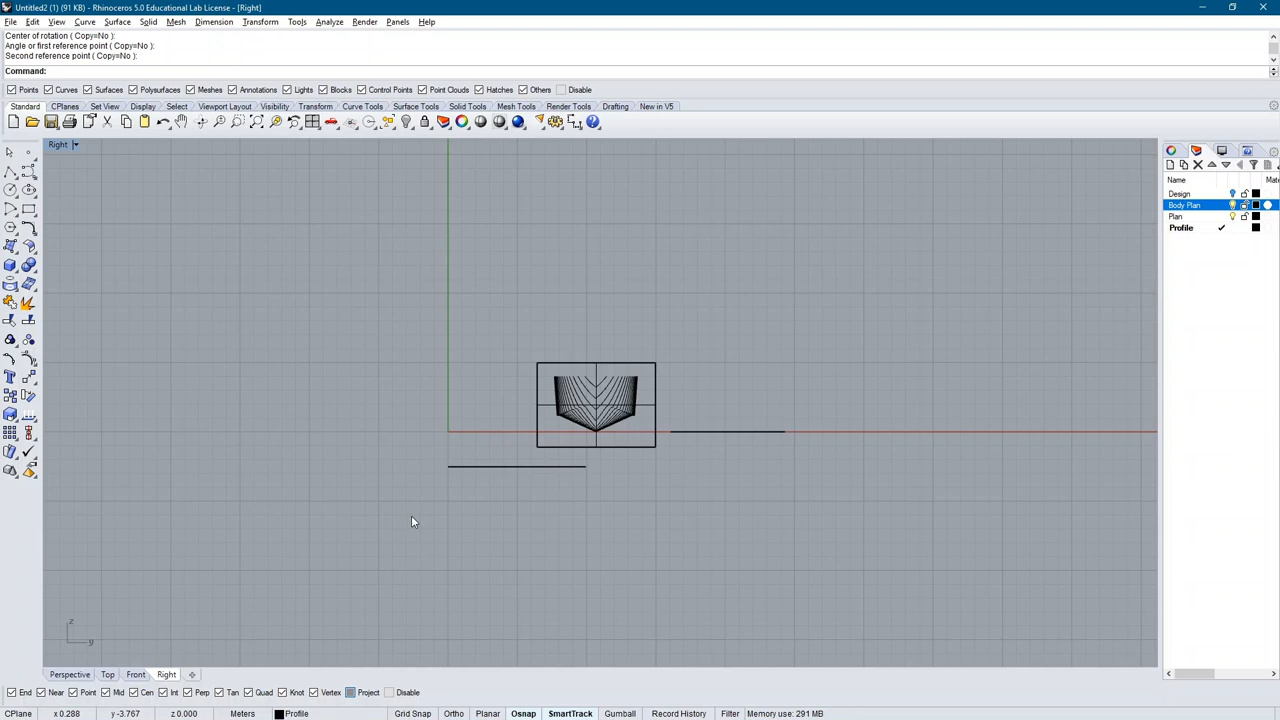 Untitled2 (1) (91 KB) - Rhinoceros 5.0 Educational Lab License - [Right]
File Edit View Curve Surface Solid Mesh Dimension Transform Tools Analyze Render Panels Help
Center of rotation ( Copy=No ):
Angle or first reference point ( Copy=No ):
Second reference point ( Copy=No ):
Command:
Points Curves Surfaces Polysurfaces Meshes Annotations Lights Blocks Control Points Point Clouds Hatches Others Disable
Standard CPlanes Set View Display Select Viewport Layout Visibility Transform Curve Tools Surface Tools Solid Tools Mesh Tools Render Tools Drafting New in V5
Right
Name Mate
Design
Body Plan
Plan
Profile
z
y
Perspective Top Front Right
End Near Point Mid Cen Int Perp Tan Quad Knot Vertex Project Disable
CPlane x 0.288 y -3.767 z 0.000 Meters Profile Grid Snap Ortho Planar Osnap SmartTrack Gumball Record History Filter Memory use: 291 MB